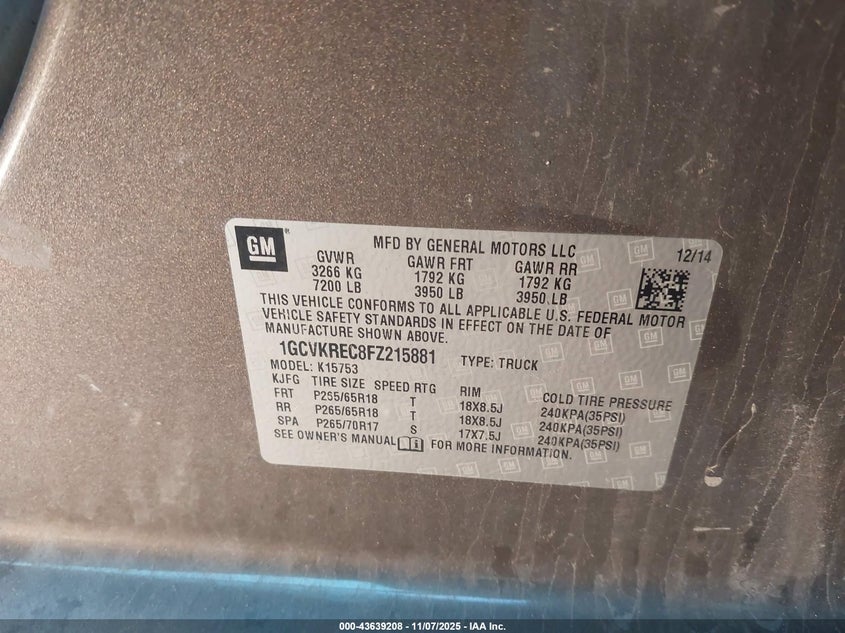 GM ®
MFD BY GENERAL MOTORS LLC
12/14
GVWR GAWR FRT GAWR RR
3266 KG 1792 KG 1792 KG
7200 LB 3950 LB 3950 LB
THIS VEHICLE CONFORMS TO ALL APPLICABLE U.S. FEDERAL MOTOR
VEHICLE SAFETY STANDARDS IN EFFECT ON THE DATE OF
MANUFACTURE SHOWN ABOVE.
1GCVKREC8FZ215881 TYPE: TRUCK
MODEL: K15753
KJFG TIRE SIZE SPEED RTG RIM COLD TIRE PRESSURE
FRT P265/65R18 T 18X8.5J 240KPA(35PSI)
RR P265/65R18 T 18X8.5J 240KPA(35PSI)
SPA P265/70R17 S 17X7.5J 240KPA(35PSI)
SEE OWNER'S MANUAL FOR MORE INFORMATION.
000-43639208 - 11/07/2025 - IAA Inc.